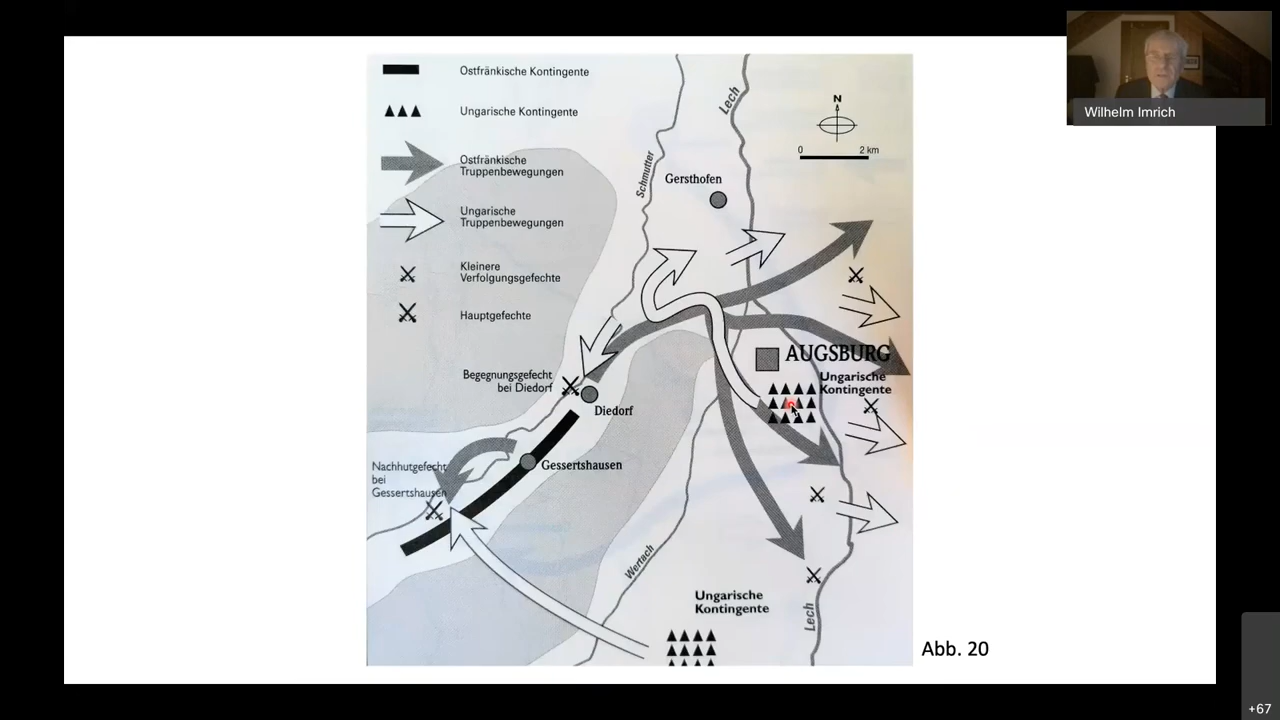 Ostfränkische Kontingente
Ungarische Kontingente
Ostfränkische
Truppenbewegungen
Ungarische
Truppenbewegungen
Kleinere
Verfolgungsgefechte
Hauptgefechte
Lech
N
0 2 km
Schmutter
Gersthofen
AUGSBURG
Ungarische
Kontingente
Begegnungsgefecht
bei Diedorf
Diedorf
Gessertshausen
Nachhutgefecht
bei
Gessertshausen
Wertach
Ungarische
Kontingente
Lech
Abb. 20
Wilhelm Imrich
+67